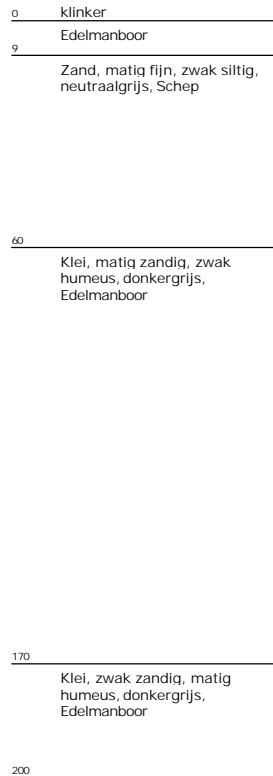 0 klinker
Edelmanboor
9
Zand, matig fijn, zwak siltig,
neutraalgrijs, Schep
60
Klei, matig zandig, zwak
humeus, donkergrijs,
Edelmanboor
170
Klei, zwak zandig, matig
humeus, donkergrijs,
Edelmanboor
200